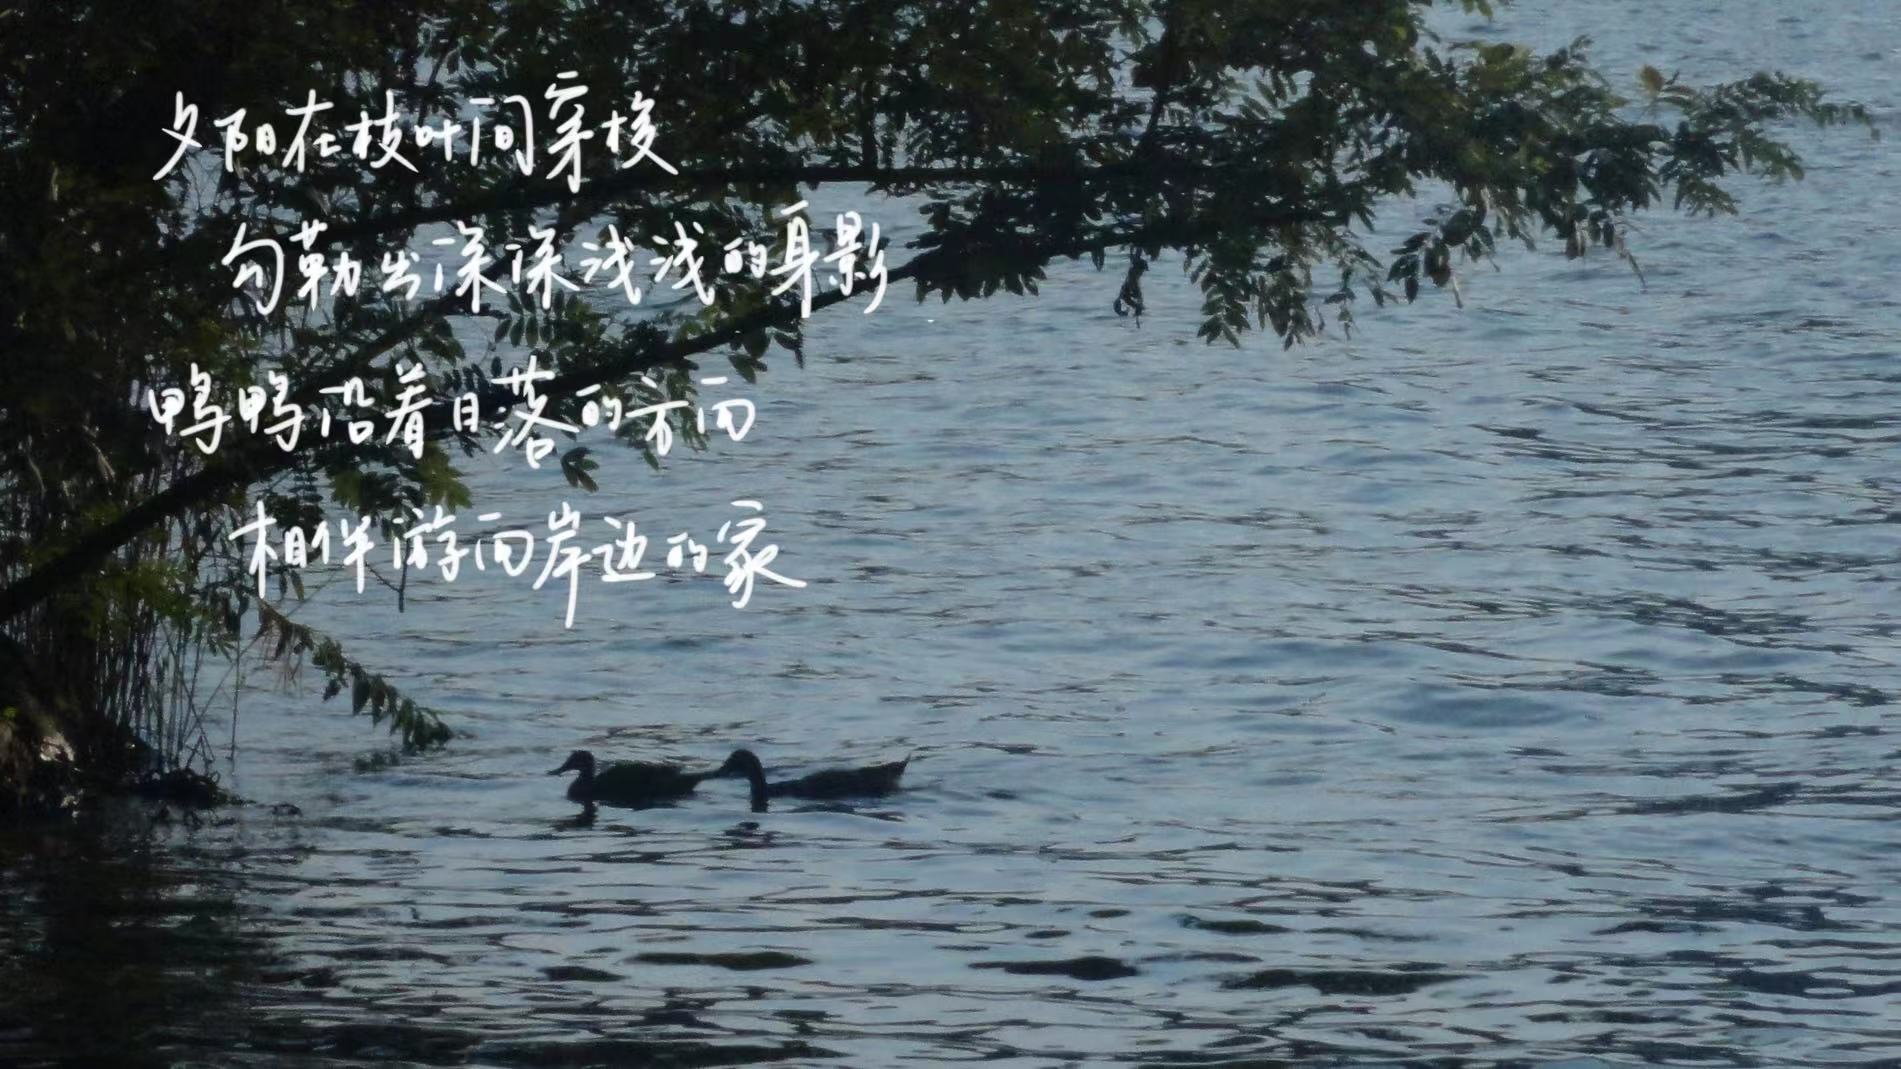 夕阳在枝叶间穿梭
勾勒出深深浅浅的身影
鸭鸭沿着日落的方向
相伴游向岸边的家